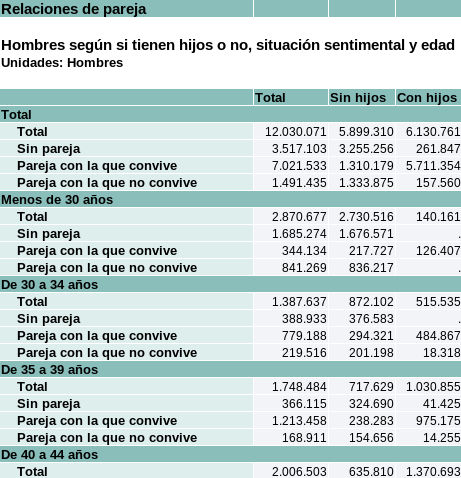 Relaciones de pareja
Hombres según si tienen hijos o no, situación sentimental y edad
Unidades: Hombres
Total Sin hijos Con hijos
Total
Total 12.030.071 5.899.310 6.130.761
Sin pareja 3.517.103 3.255.256 261.847
Pareja con la que convive 7.021.533 1.310.179 5.711.354
Pareja con la que no convive 1.491.435 1.333.875 157.560
Menos de 30 años
Total 2.870.677 2.730.516 140.161
Sin pareja 1.685.274 1.676.571 .
Pareja con la que convive 344.134 217.727 126.407
Pareja con la que no convive 841.269 836.217 .
De 30 a 34 años
Total 1.387.637 872.102 515.535
Sin pareja 388.933 376.583 .
Pareja con la que convive 779.188 294.321 484.867
Pareja con la que no convive 219.516 201.198 18.318
De 35 a 39 años
Total 1.748.484 717.629 1.030.855
Sin pareja 366.115 324.690 41.425
Pareja con la que convive 1.213.458 238.283 975.175
Pareja con la que no convive 168.911 154.656 14.255
De 40 a 44 años
Total 2.006.503 635.810 1.370.693